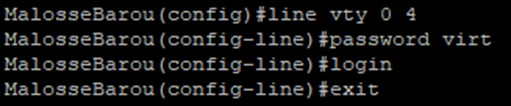 MalosseBarou(config)#line vty 0 4
MalosseBarou(config-line)#password virt
MalosseBarou(config-line)#login
MalosseBarou(config-line)#exit